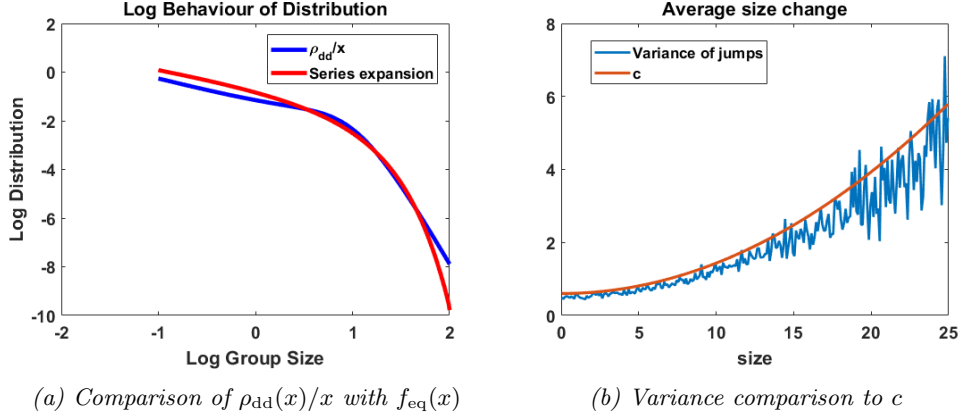 Log Behaviour of Distribution
ρdd/x
Series expansion
2
0
-2
-4
-6
-8
-10
-2
-1
0
1
2
Log Distribution
Log Group Size
(a) Comparison of ρdd(x)/x with feq(x)
Average size change
Variance of jumps
c
8
6
4
2
0
0
5
10
15
20
25
size
(b) Variance comparison to c